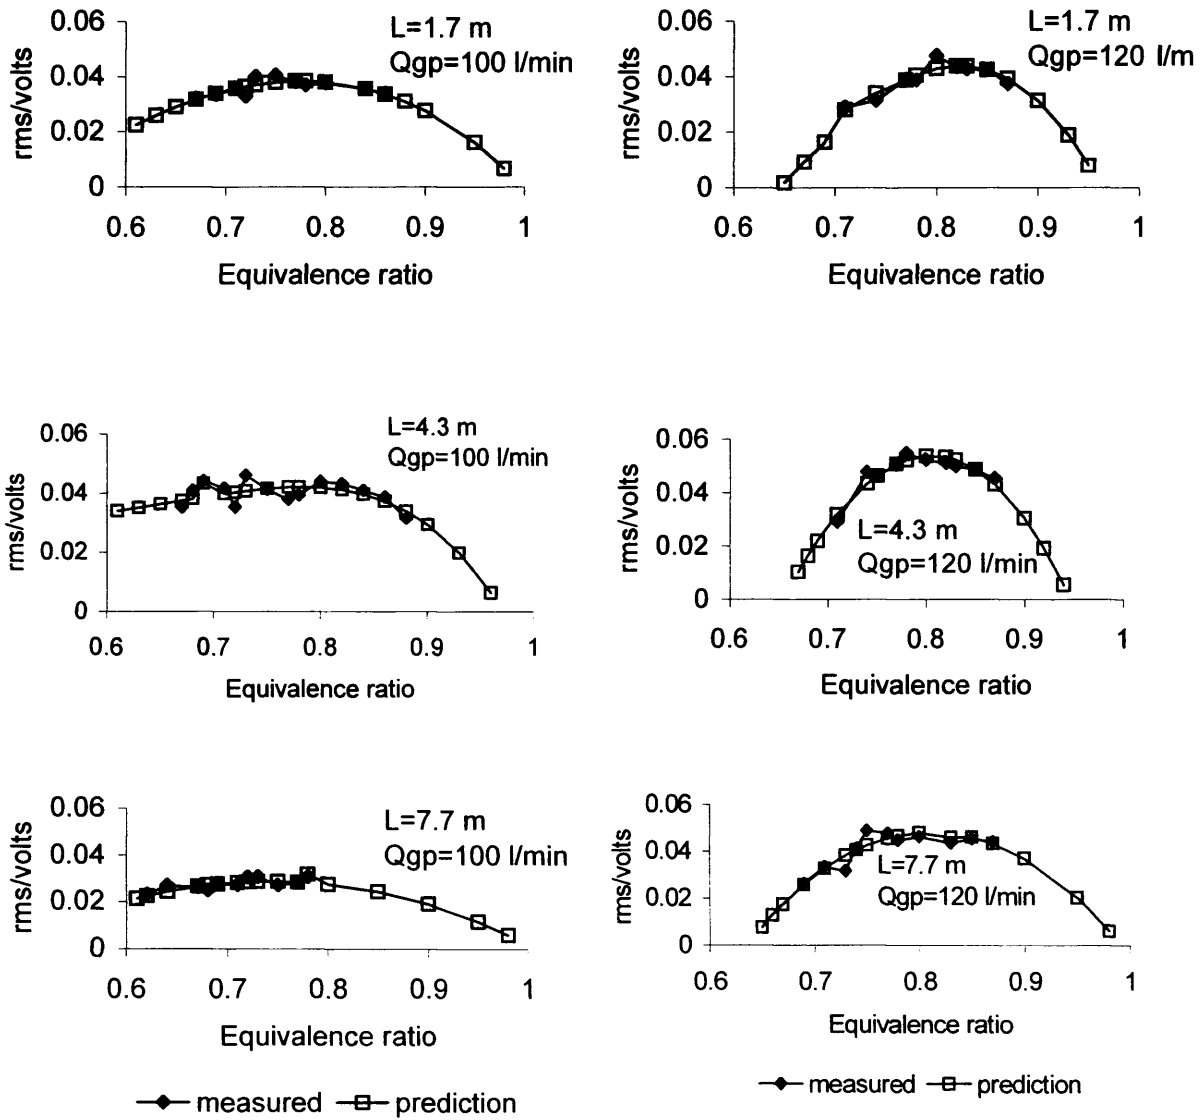 L=1.7 m
Qgp=100 l/min
rms/volts
0.06
0.04
0.02
0
0.6 0.7 0.8 0.9 1
Equivalence ratio
L=1.7 m
Qgp=120 l/m
rms/volts
0.06
0.04
0.02
0
0.6 0.7 0.8 0.9 1
Equivalence ratio
L=4.3 m
Qgp=100 l/min
rms/volts
0.06
0.04
0.02
0
0.6 0.7 0.8 0.9 1
Equivalence ratio
L=4.3 m
Qgp=120 l/min
rms/volts
0.06
0.04
0.02
0
0.6 0.7 0.8 0.9 1
Equivalence ratio
L=7.7 m
Qgp=100 l/min
rms/volts
0.06
0.04
0.02
0
0.6 0.7 0.8 0.9 1
Equivalence ratio
measured prediction
L=7.7 m
Qgp=120 l/min
rms/volts
0.06
0.04
0.02
0
0.6 0.7 0.8 0.9 1
Equivalence ratio
measured prediction